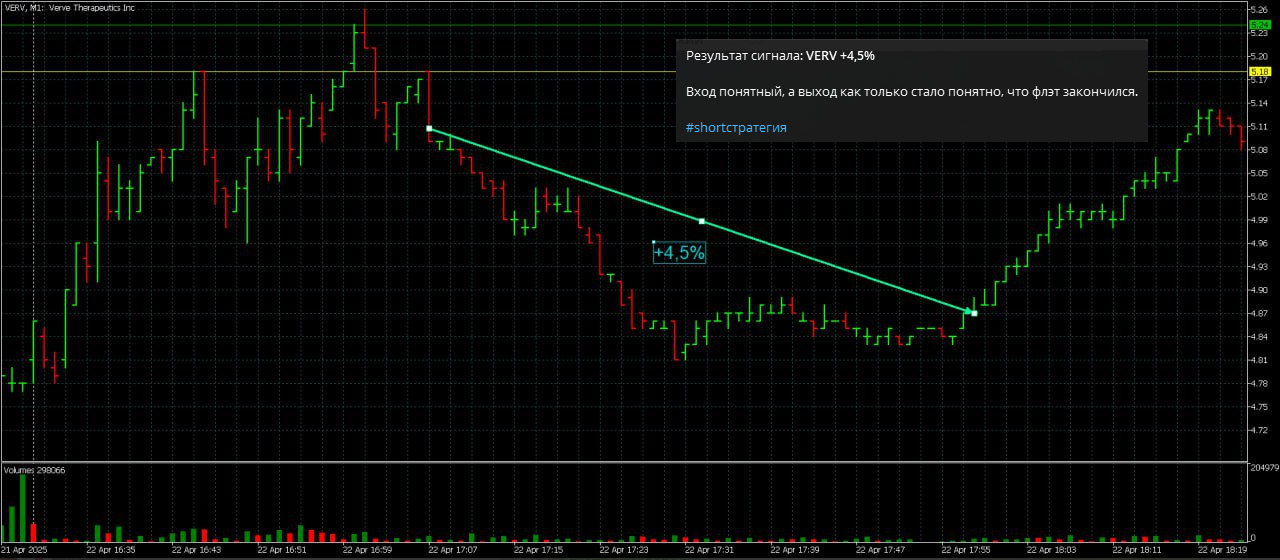 VERV, M1: Verve Therapeutics Inc
Результат сигнала: VERV +4,5%
Вход понятный, а выход как только стало понятно, что флэт закончился.
#shortстратегия
+4,5%
5.26
5.24
5.23
5.20
5.18
5.17
5.14
5.11
5.08
5.05
5.02
4.99
4.96
4.93
4.90
4.87
4.84
4.81
4.78
4.75
4.72
Volumes 298066
204979
0
21 Apr 2025
22 Apr 16:35
22 Apr 16:43
22 Apr 16:51
22 Apr 16:59
22 Apr 17:07
22 Apr 17:15
22 Apr 17:23
22 Apr 17:31
22 Apr 17:39
22 Apr 17:47
22 Apr 17:55
22 Apr 18:03
22 Apr 18:11
22 Apr 18:19